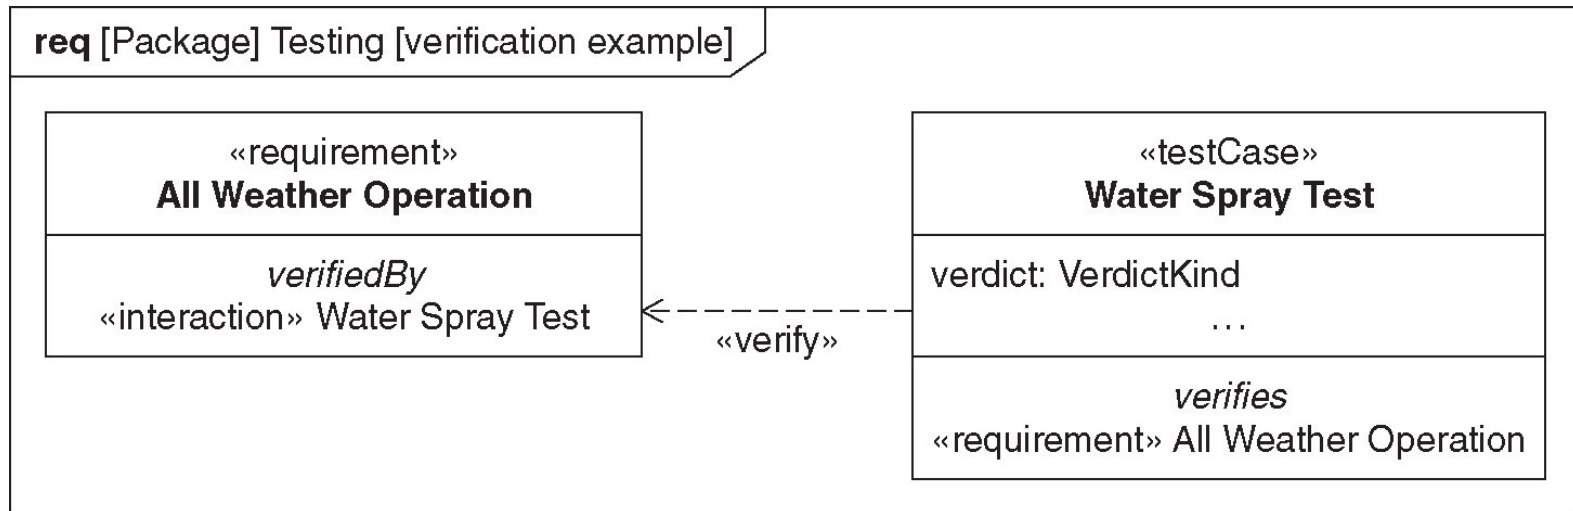 req [Package] Testing [verification example]
«requirement»
All Weather Operation
verifiedBy
«interaction» Water Spray Test
«verify»
«testCase»
Water Spray Test
verdict: VerdictKind
...
verifies
«requirement» All Weather Operation